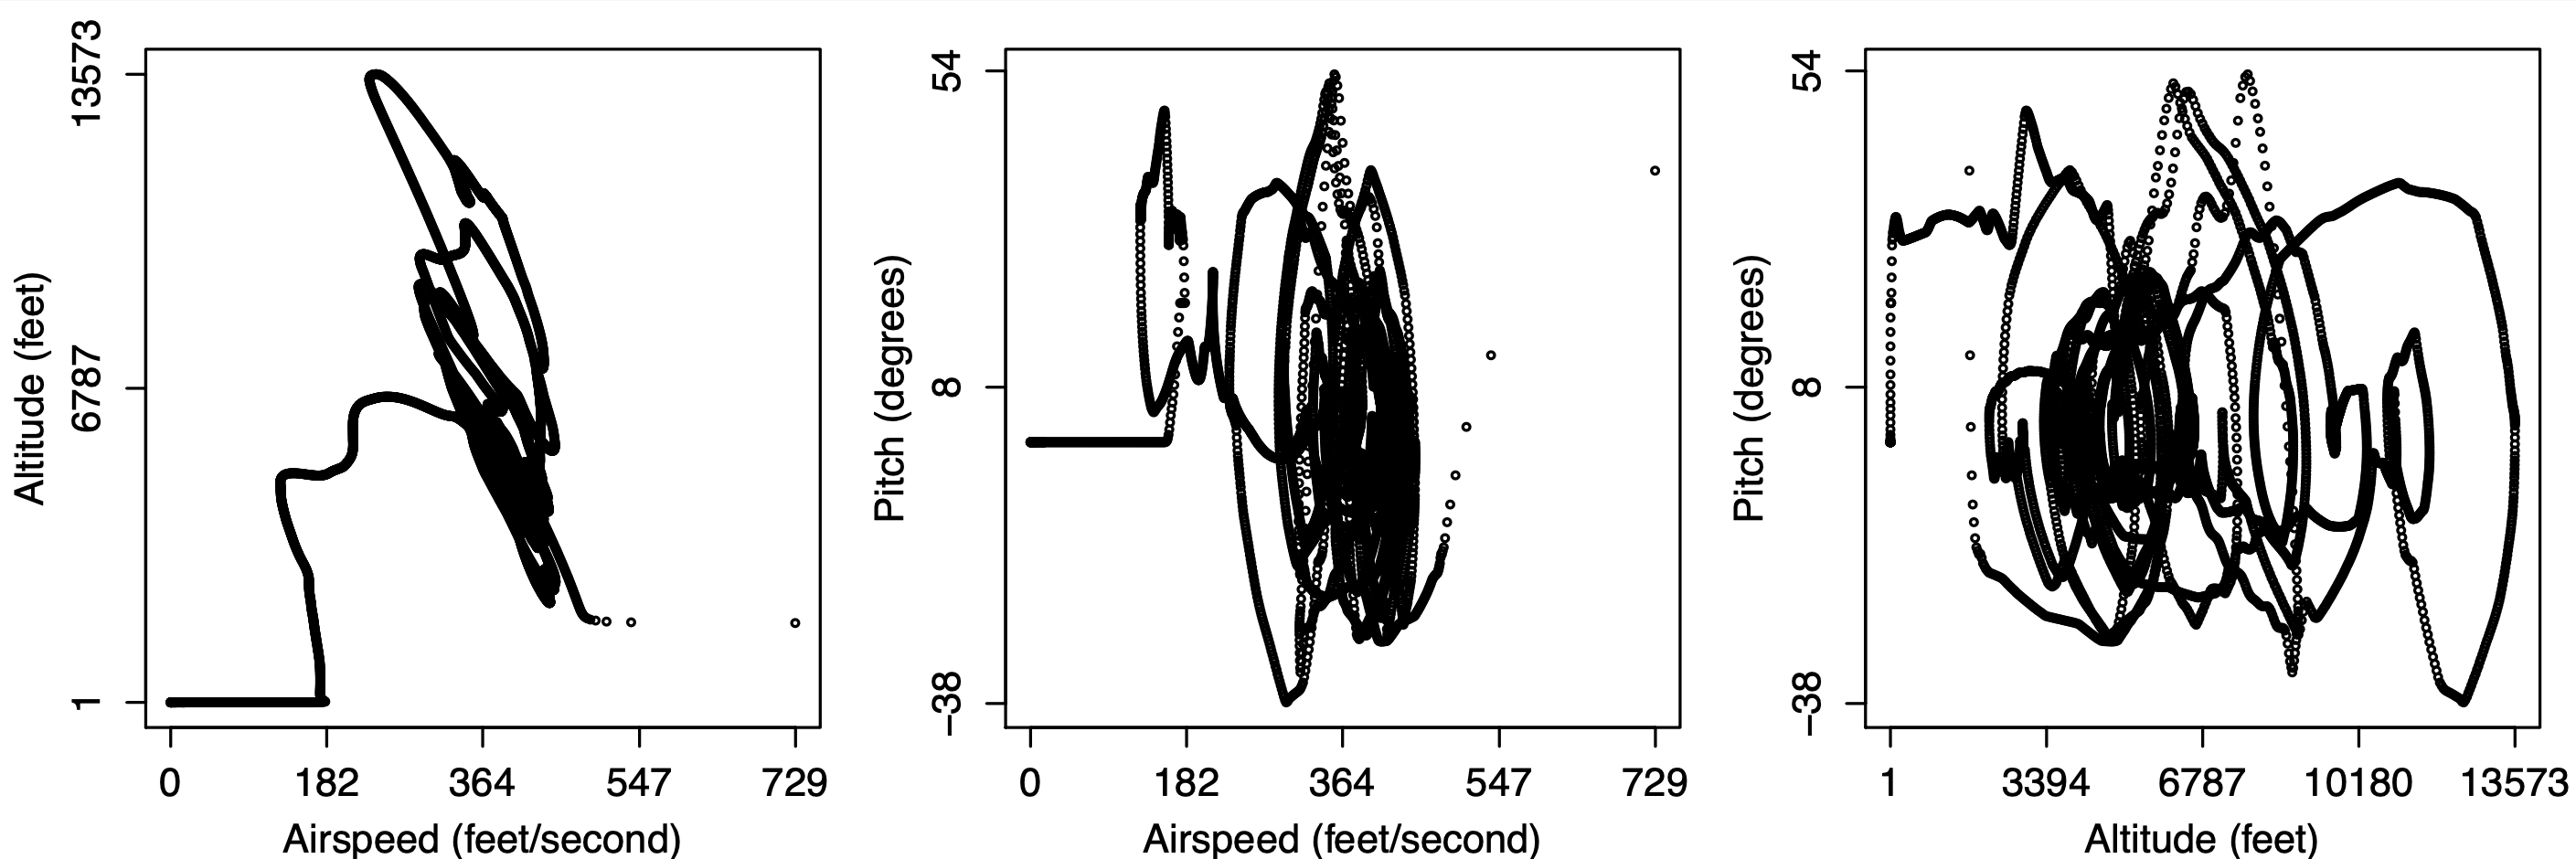 13573
6787
1
Altitude (feet)
0 182 364 547 729
Airspeed (feet/second)
54
8
−38
Pitch (degrees)
0 182 364 547 729
Airspeed (feet/second)
54
8
−38
Pitch (degrees)
1 3394 6787 10180 13573
Altitude (feet)